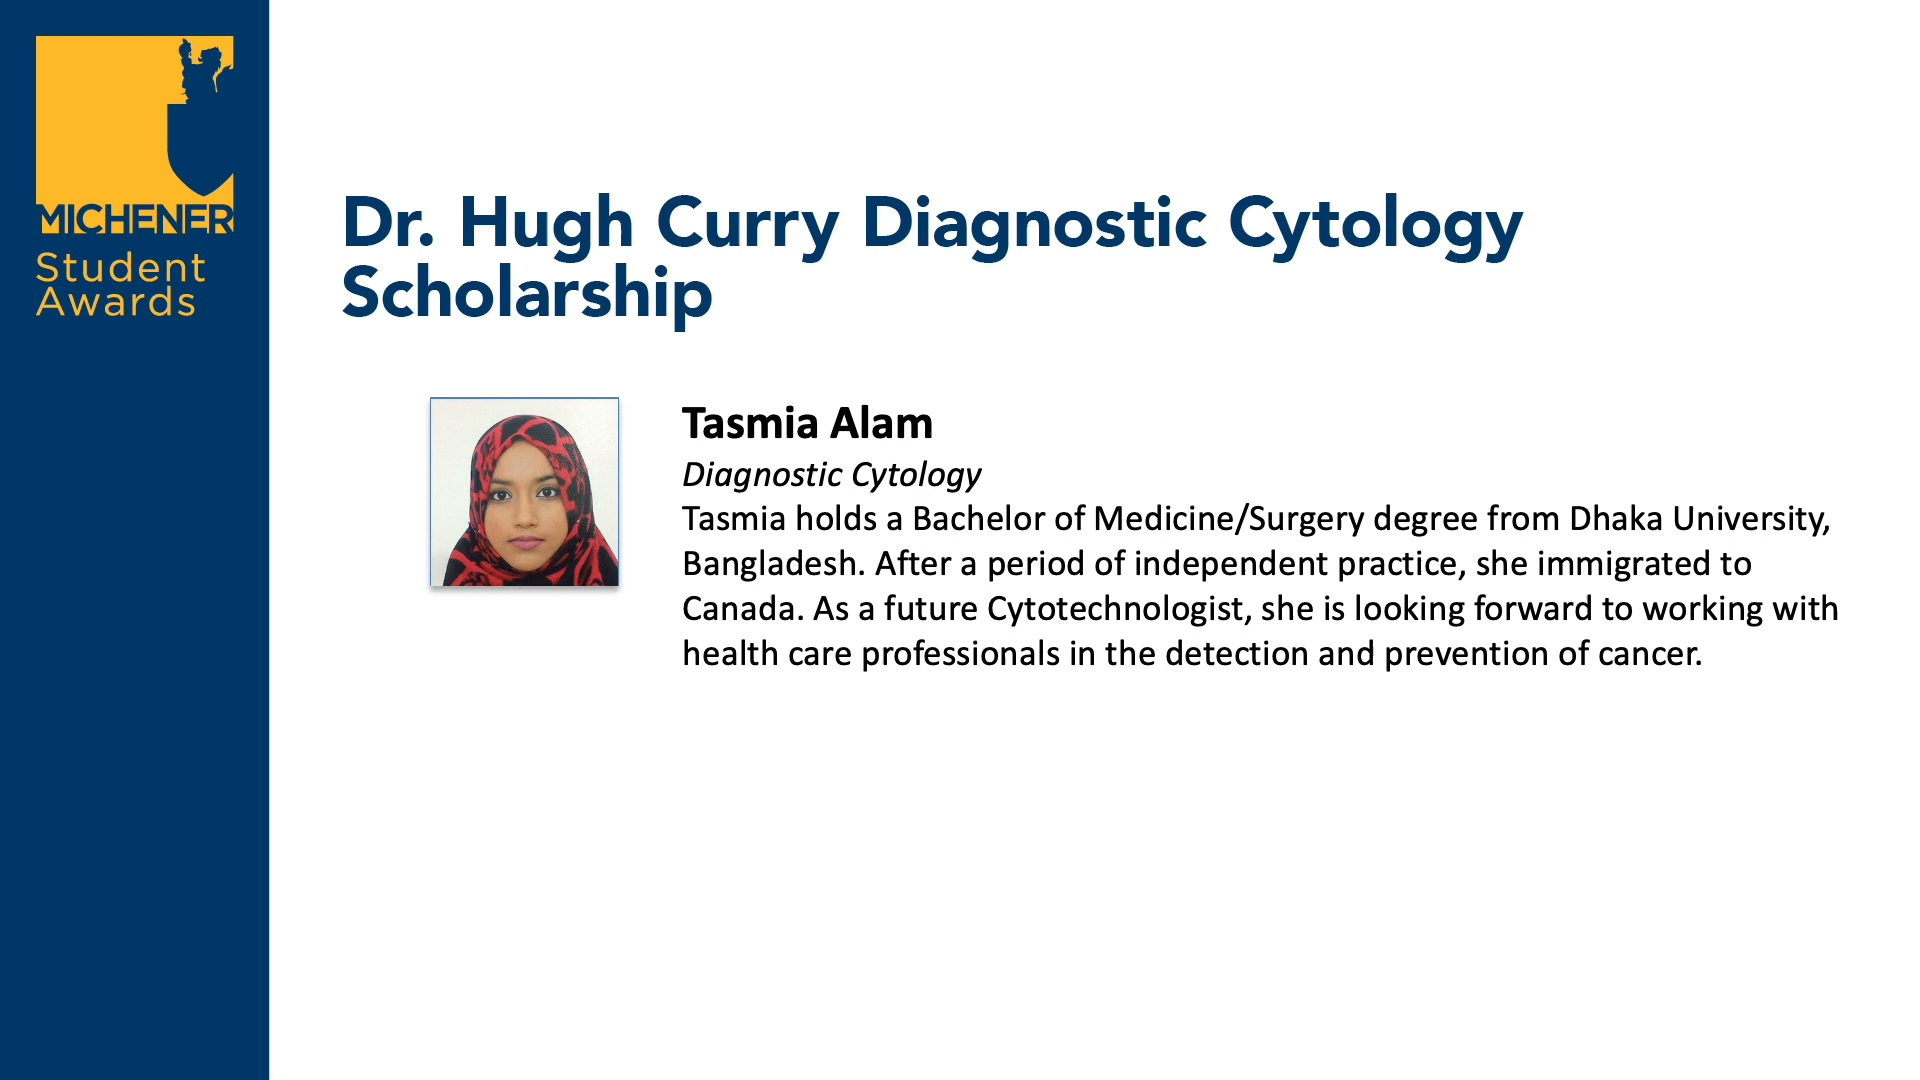 MICHENER
Student
Awards
Dr. Hugh Curry Diagnostic Cytology
Scholarship
Tasmia Alam
Diagnostic Cytology
Tasmia holds a Bachelor of Medicine/Surgery degree from Dhaka University,
Bangladesh. After a period of independent practice, she immigrated to
Canada. As a future Cytotechnologist, she is looking forward to working with
health care professionals in the detection and prevention of cancer.